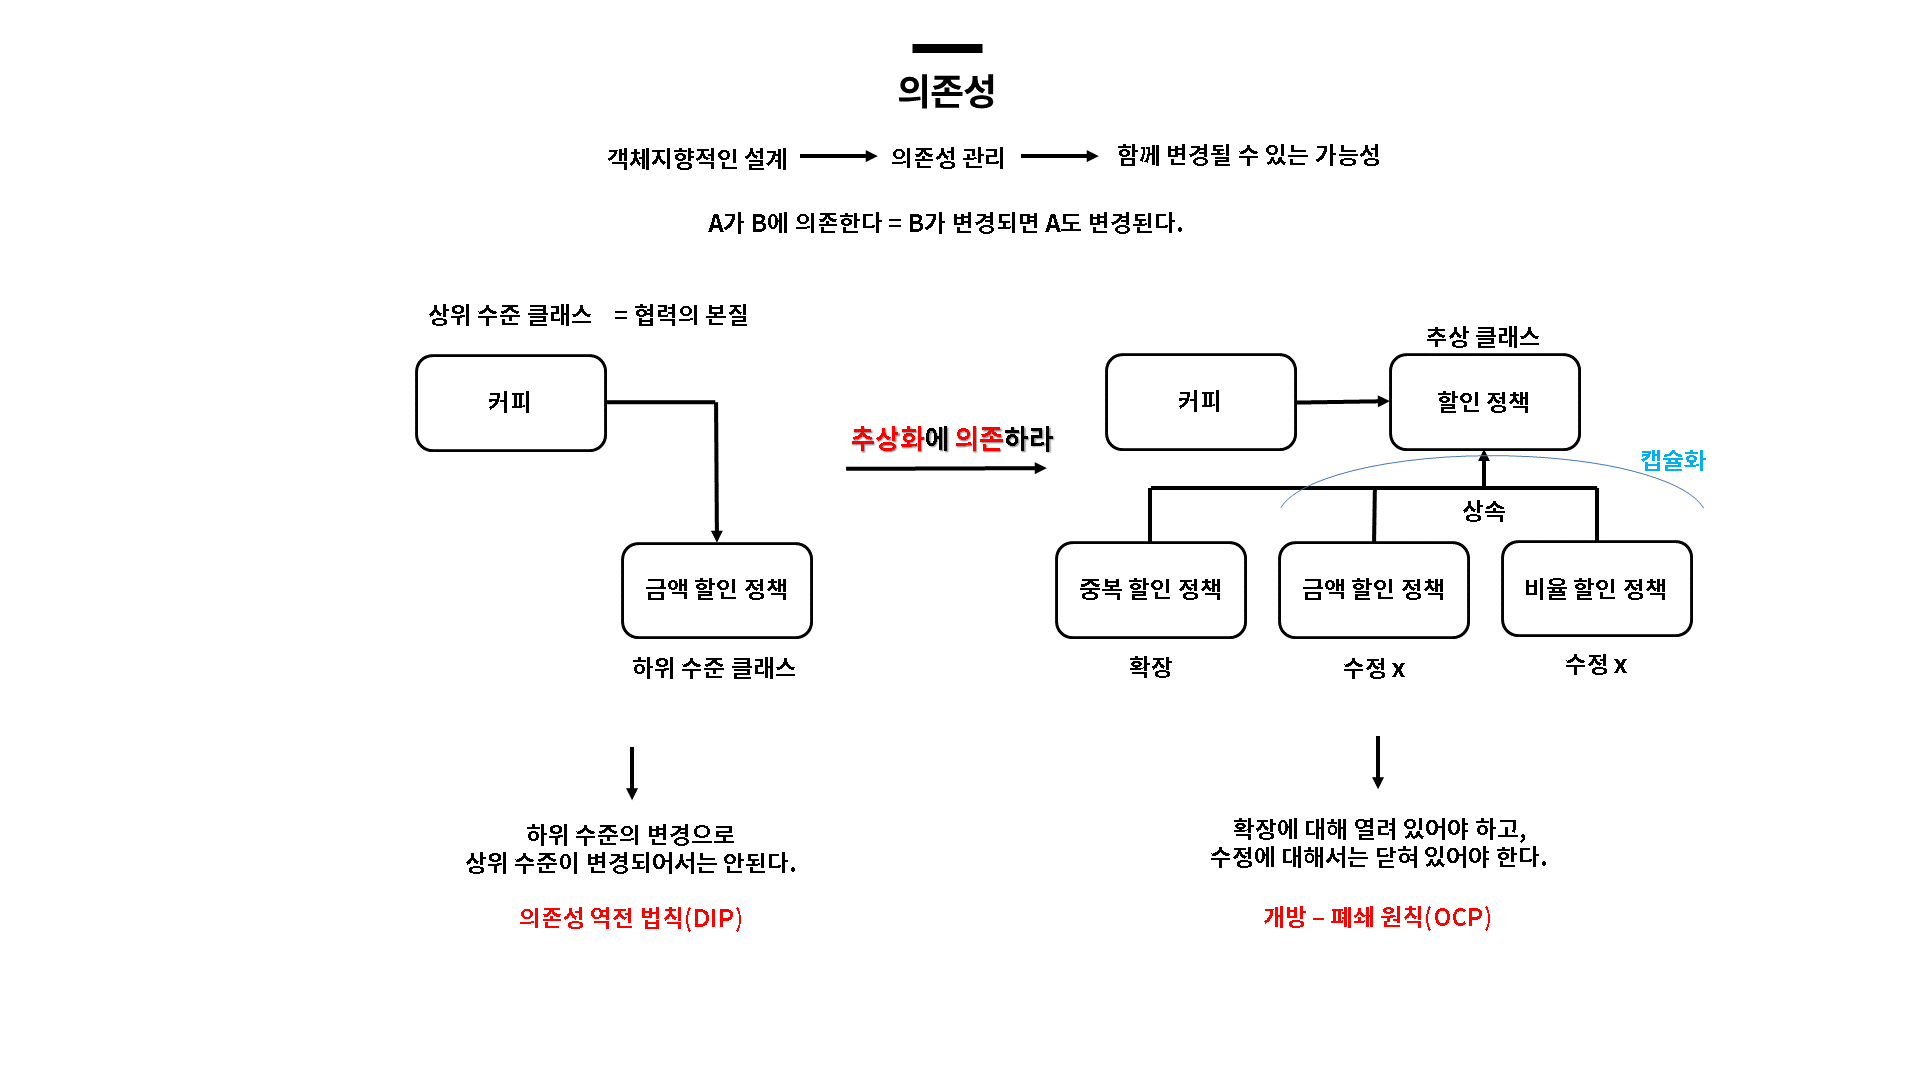 의존성
객체지향적인 설계
의존성 관리
함께 변경될 수 있는 가능성
A가 B에 의존한다 = B가 변경되면 A도 변경된다.
상위 수준 클래스 = 협력의 본질
커피
금액 할인 정책
하위 수준 클래스
추상화에 의존하라
추상 클래스
커피
할인 정책
캡슐화
상속
중복 할인 정책
금액 할인 정책
비율 할인 정책
확장
수정 x
수정 x
하위 수준의 변경으로
상위 수준이 변경되어서는 안된다.
의존성 역전 법칙(DIP)
확장에 대해 열려 있어야 하고,
수정에 대해서는 닫혀 있어야 한다.
개방 – 폐쇄 원칙(OCP)